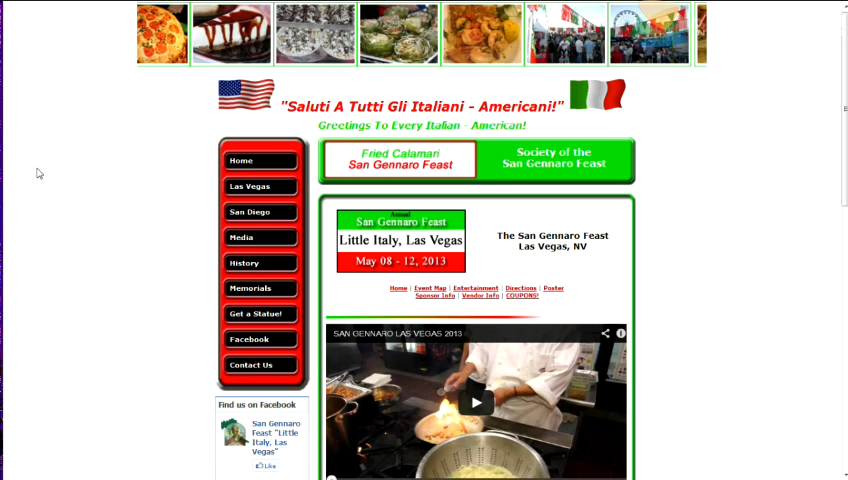 "Saluti A Tutti Gli Italiani - Americani!"
Greetings To Every Italian - American!
Home
Las Vegas
San Diego
Media
History
Memorials
Get a Statue!
Facebook
Contact Us
Find us on Facebook
San Gennaro
Feast "Little
Italy, Las
Vegas"
Like
Fried Calamari
San Gennaro Feast
Society of the
San Gennaro Feast
Annual
San Gennaro Feast
Little Italy, Las Vegas
May 08 - 12, 2013
The San Gennaro Feast
Las Vegas, NV
Home | Event Map | Entertainment | Directions | Poster
Sponsor Info | Vendor Info | COUPONS!
SAN GENNARO LAS VEGAS 2013